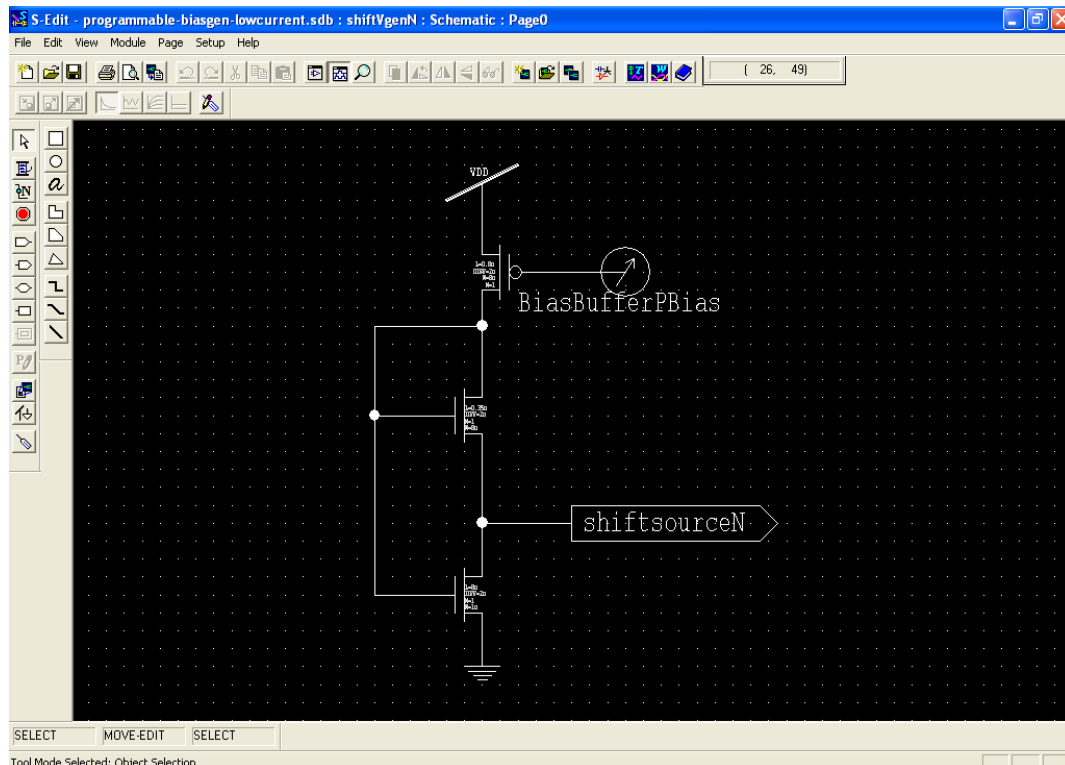 S-Edit - programmable-biasgen-lowcurrent.sdb : shiftVgenN : Schematic : Page0
File Edit View Module Page Setup Help
( 26, 49)
VDD
BiasBufferPBias
shiftsourceN
SELECT MOVE-EDIT SELECT
Tool Mode Selected: Object Selection